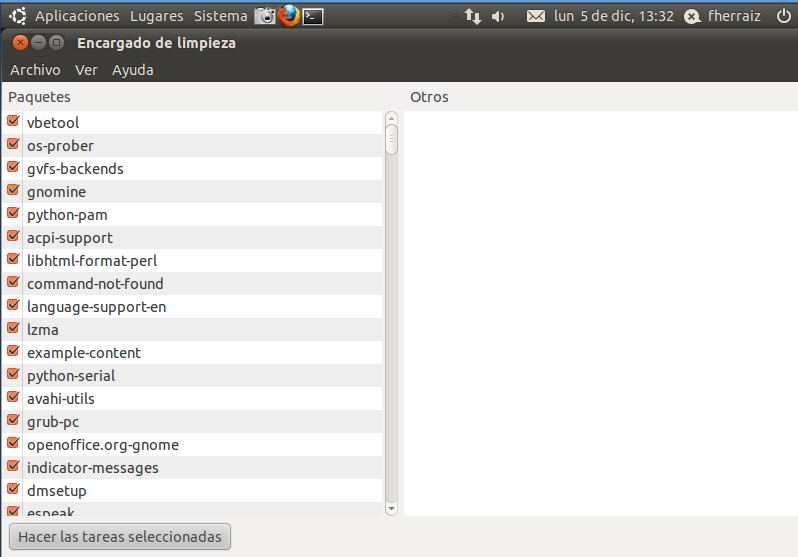 Aplicaciones Lugares Sistema lun 5 de dic, 13:32 fherraiz
Encargado de limpieza
Archivo Ver Ayuda
Paquetes Otros
vbetool
os-prober
gvfs-backends
gnomine
python-pam
acpi-support
libhtml-format-perl
command-not-found
language-support-en
lzma
example-content
python-serial
avahi-utils
grub-pc
openoffice.org-gnome
indicator-messages
dmsetup
espeak
Hacer las tareas seleccionadas